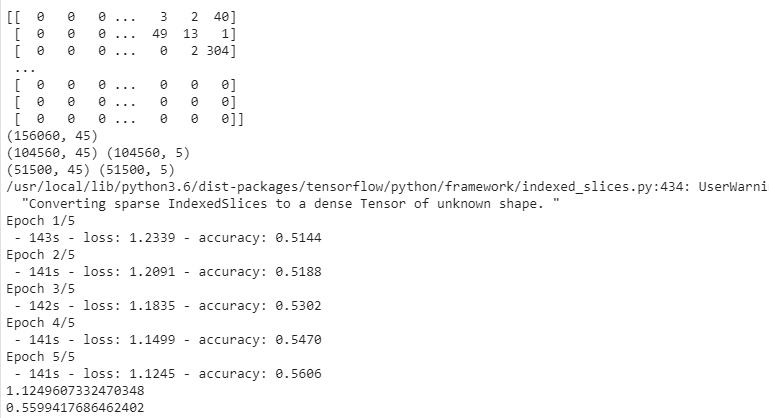 [[  0   0   0 ...   3   2  40]
 [  0   0   0 ...  49  13   1]
 [  0   0   0 ...   0   2 304]
 ...
 [  0   0   0 ...   0   0   0]
 [  0   0   0 ...   0   0   0]
 [  0   0   0 ...   0   0   0]]
(156060, 45)
(104560, 45) (104560, 5)
(51500, 45) (51500, 5)
/usr/local/lib/python3.6/dist-packages/tensorflow/python/framework/indexed_slices.py:434: UserWarni
  "Converting sparse IndexedSlices to a dense Tensor of unknown shape. "
Epoch 1/5
 - 143s - loss: 1.2339 - accuracy: 0.5144
Epoch 2/5
 - 141s - loss: 1.2091 - accuracy: 0.5188
Epoch 3/5
 - 142s - loss: 1.1835 - accuracy: 0.5302
Epoch 4/5
 - 141s - loss: 1.1499 - accuracy: 0.5470
Epoch 5/5
 - 141s - loss: 1.1245 - accuracy: 0.5606
1.1249607332470348
0.5599417686462402